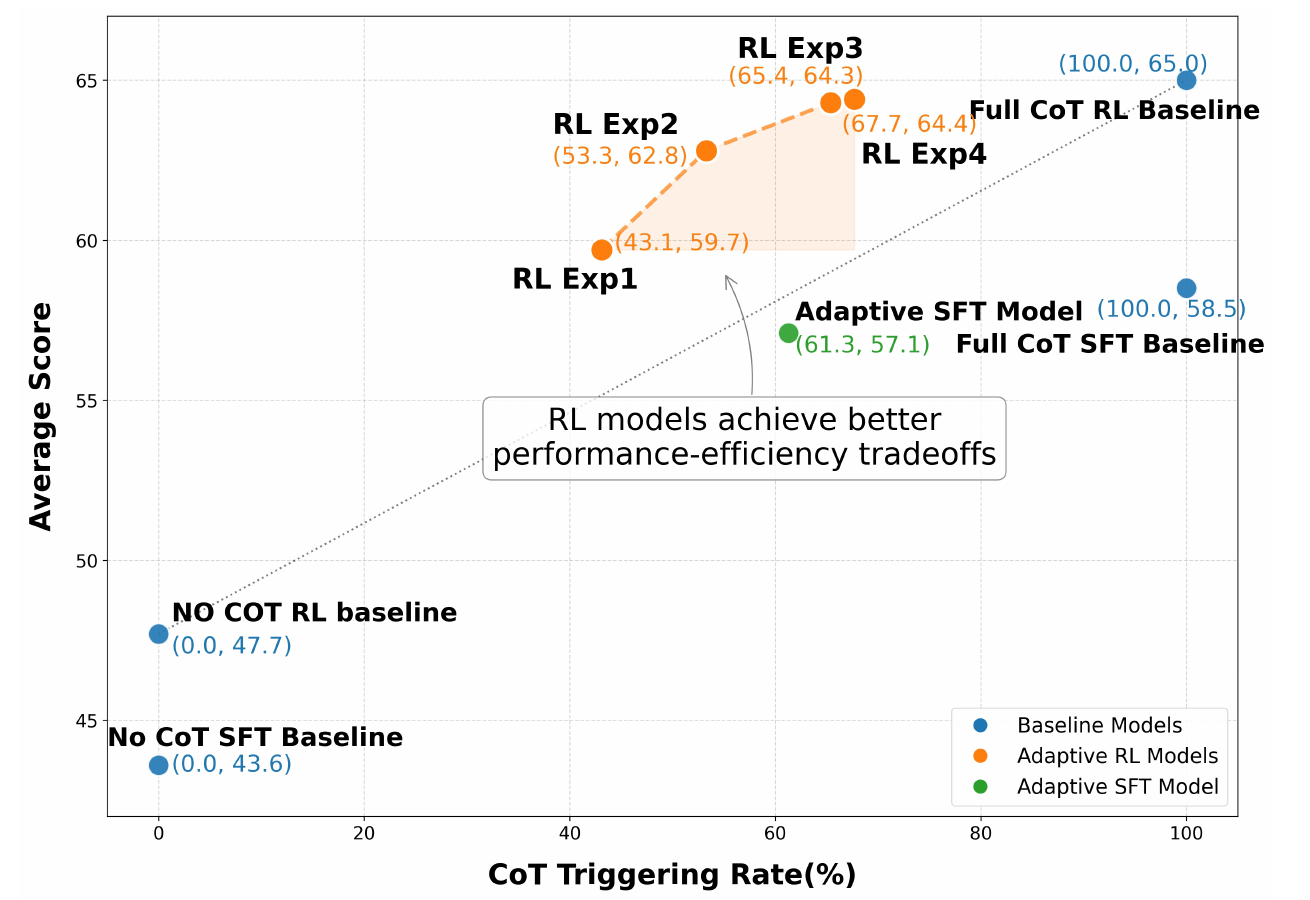 RL Exp3
(65.4, 64.3)
(100.0, 65.0)
65
Full CoT RL Baseline
RL Exp2
(67.7, 64.4)
(53.3, 62.8)
RL Exp4
60
(43.1, 59.7)
RL Exp1
Adaptive SFT Model
(100.0, 58.5)
(61.3, 57.1)
Full CoT SFT Baseline
55
RL models achieve better
performance-efficiency tradeoffs
Average Score
50
NO COT RL baseline
(0.0, 47.7)
45
No CoT SFT Baseline
(0.0, 43.6)
Baseline Models
Adaptive RL Models
Adaptive SFT Model
0
20
40
60
80
100
CoT Triggering Rate(%)